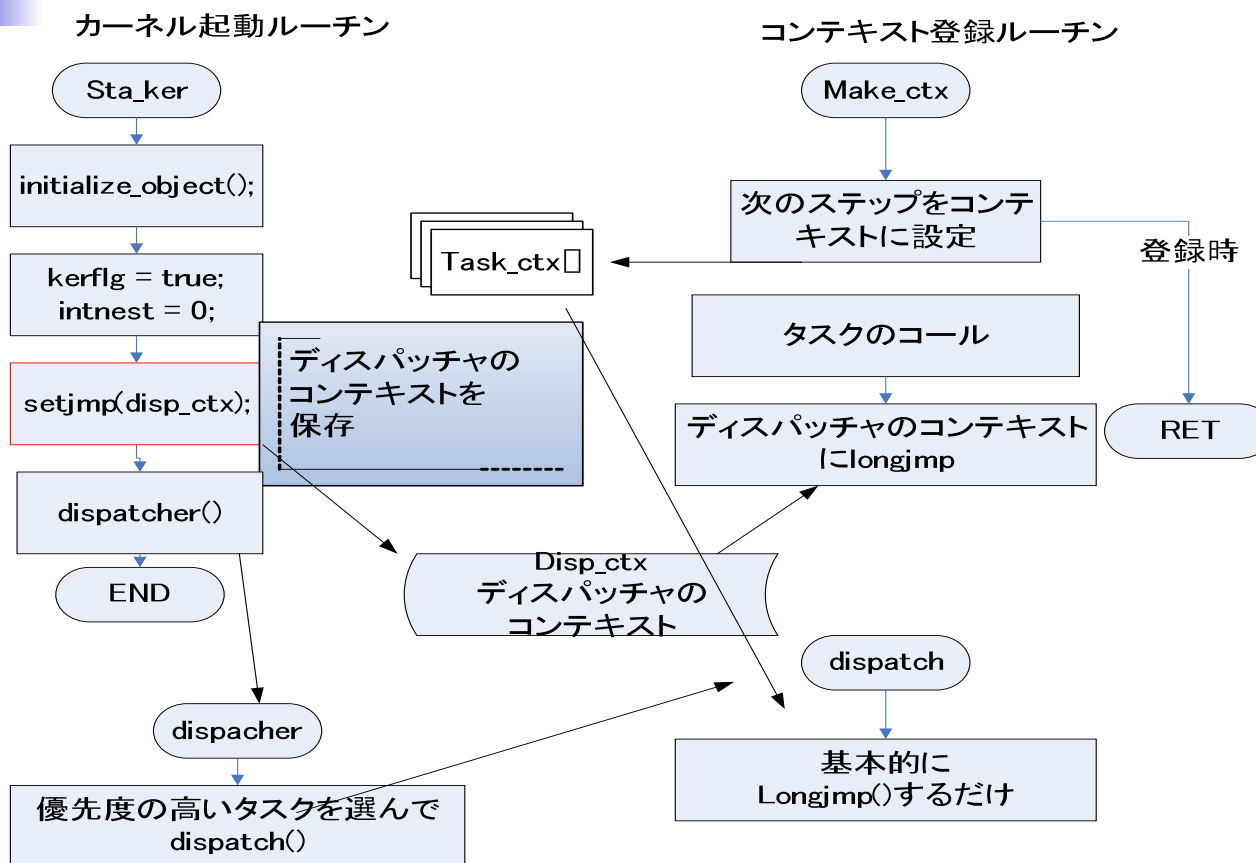 カーネル起動ルーチン
コンテキスト登録ルーチン
Sta_ker
initialize_object();
kerflg = true;
intnest = 0;
setjmp(disp_ctx);
dispatcher()
END
ディスパッチャの
コンテキストを
保存
Task_ctx
Make_ctx
次のステップをコンテ
キストに設定
登録時
タスクのコール
ディスパッチャのコンテキスト
にlongjmp
RET
Disp_ctx
ディスパッチャの
コンテキスト
dispacher
優先度の高いタスクを選んで
dispatch()
dispatch
基本的に
Longjmp()するだけ